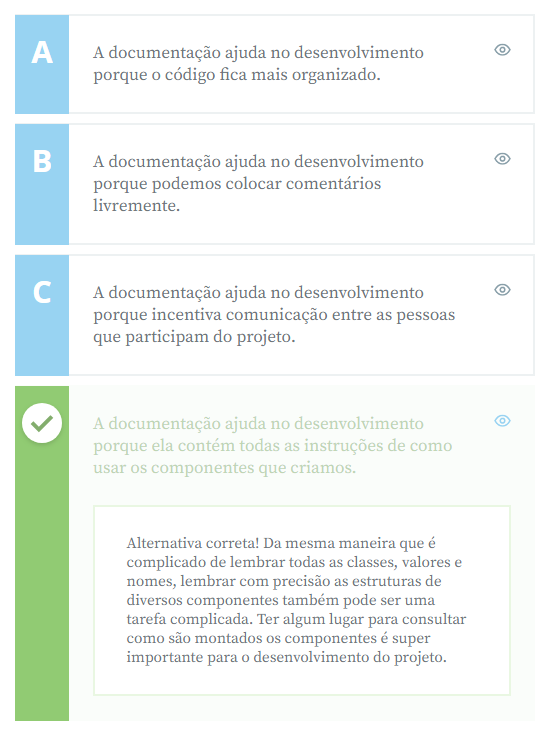 A
A documentação ajuda no desenvolvimento
porque o código fica mais organizado.
B
A documentação ajuda no desenvolvimento
porque podemos colocar comentários
livremente.
C
A documentação ajuda no desenvolvimento
porque incentiva comunicação entre as pessoas
que participam do projeto.
A documentação ajuda no desenvolvimento
porque ela contém todas as instruções de como
usar os componentes que criamos.
Alternativa correta! Da mesma maneira que é
complicado de lembrar todas as classes, valores e
nomes, lembrar com precisão as estruturas de
diversos componentes também pode ser uma
tarefa complicada. Ter algum lugar para consultar
como são montados os componentes é super
importante para o desenvolvimento do projeto.